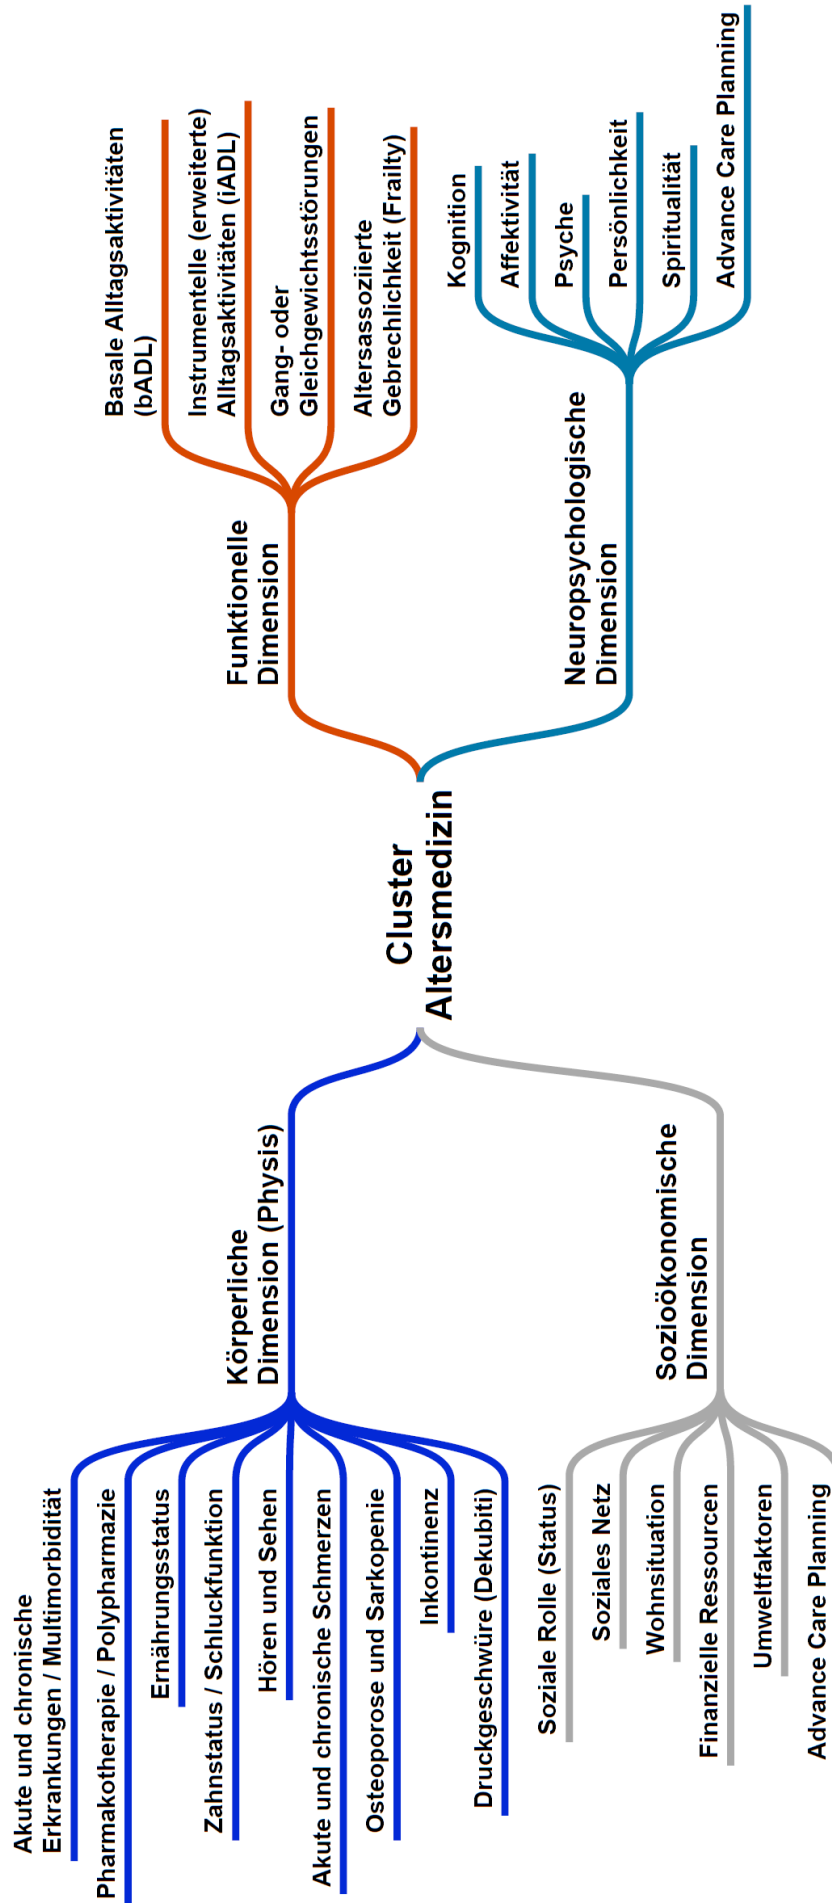 Cluster
Altersmedizin
Körperliche
Dimension (Physis)
Akute und chronische
Erkrankungen / Multimorbidität
Pharmakotherapie / Polypharmazie
Ernährungsstatus
Zahnstatus / Schluckfunktion
Hören und Sehen
Akute und chronische Schmerzen
Osteoporose und Sarkopenie
Inkontinenz
Druckgeschwüre (Dekubiti)
Sozioökonomische
Dimension
Soziale Rolle (Status)
Soziales Netz
Wohnsituation
Finanzielle Ressourcen
Umweltfaktoren
Advance Care Planning
Funktionelle
Dimension
Basale Alltagsaktivitäten
(bADL)
Instrumentelle (erweiterte)
Alltagsaktivitäten (iADL)
Gang- oder
Gleichgewichtsstörungen
Altersassoziierte
Gebrechlichkeit (Frailty)
Neuropsychologische
Dimension
Kognition
Affektivität
Psyche
Persönlichkeit
Spiritualität
Advance Care Planning